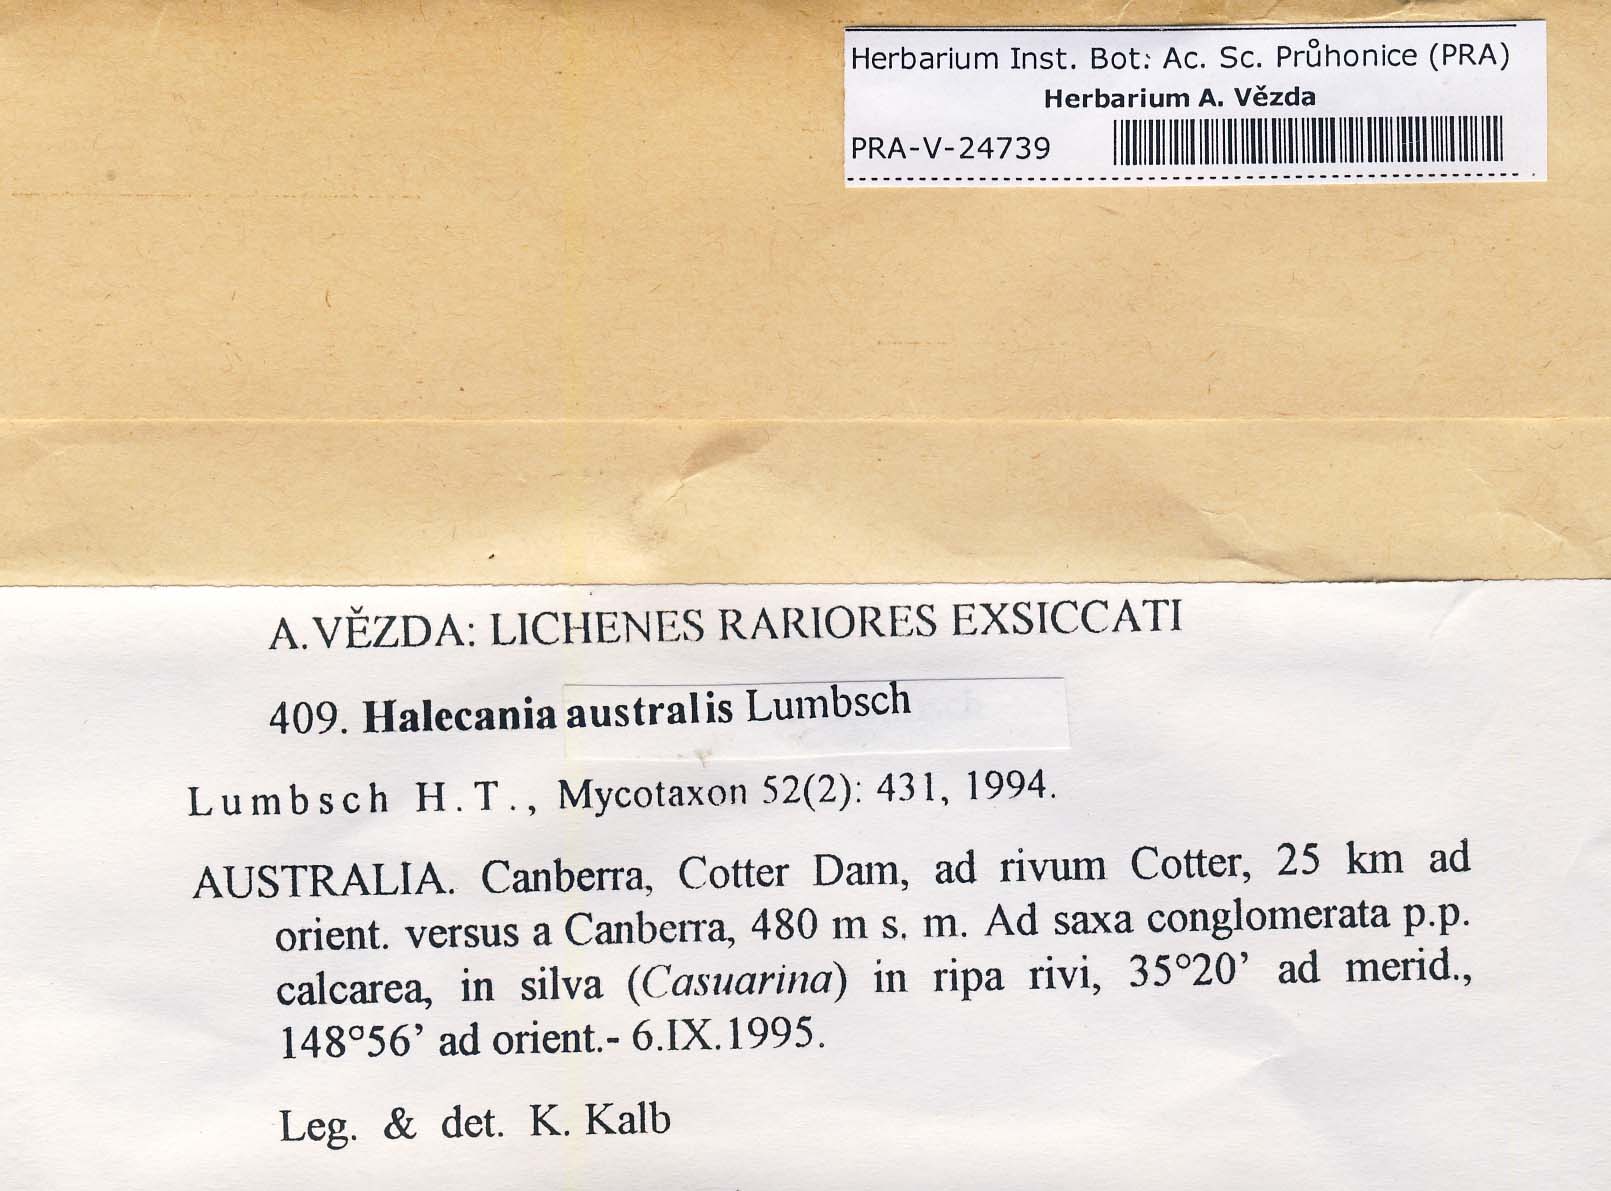 Herbarium Inst. Bot. Ac. Sc. Průhonice (PRA)
Herbarium A. Vězda
PRA-V-24739
A. VĚZDA: LICHENES RARIORES EXSICCATI
409. Halecania australis Lumbsch
Lumbsch H.T., Mycotaxon 52(2): 431, 1994.
AUSTRALIA. Canberra, Cotter Dam, ad rivum Cotter, 25 km ad
orient. versus a Canberra, 480 m s. m. Ad saxa conglomerata p.p.
calcarea, in silva (Casuarina) in ripa rivi, 35°20’ ad merid.,
148°56’ ad orient.- 6.IX.1995.
Leg. & det. K. Kalb